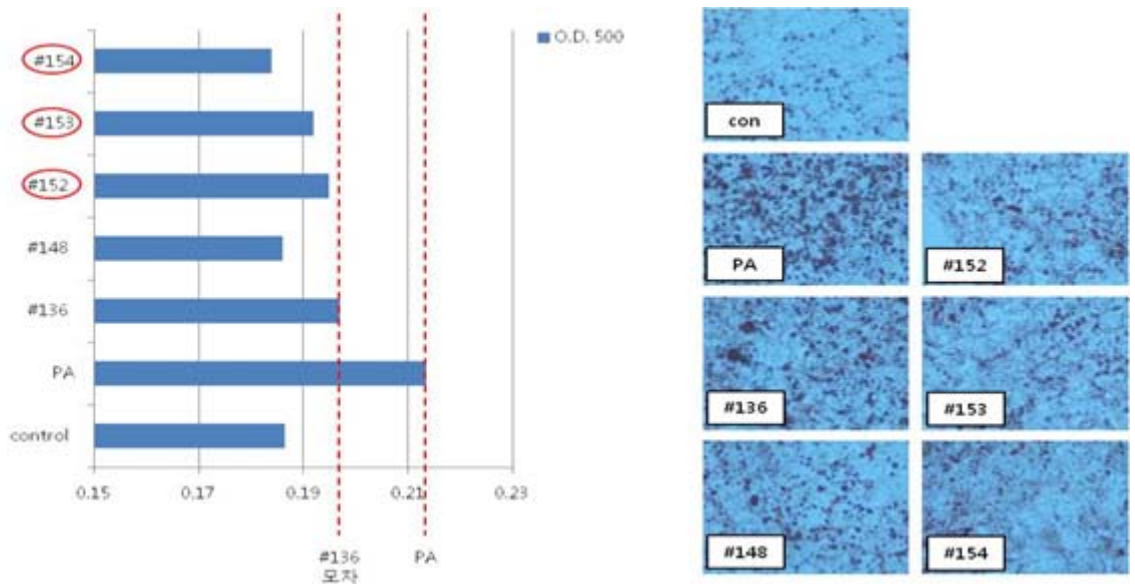 #154
#153
#152
#148
#136
PA
control
0.15 0.17 0.19 0.21 0.23
#136 PA
모자
O.D. 500
con
PA #152
#136 #153
#148 #154